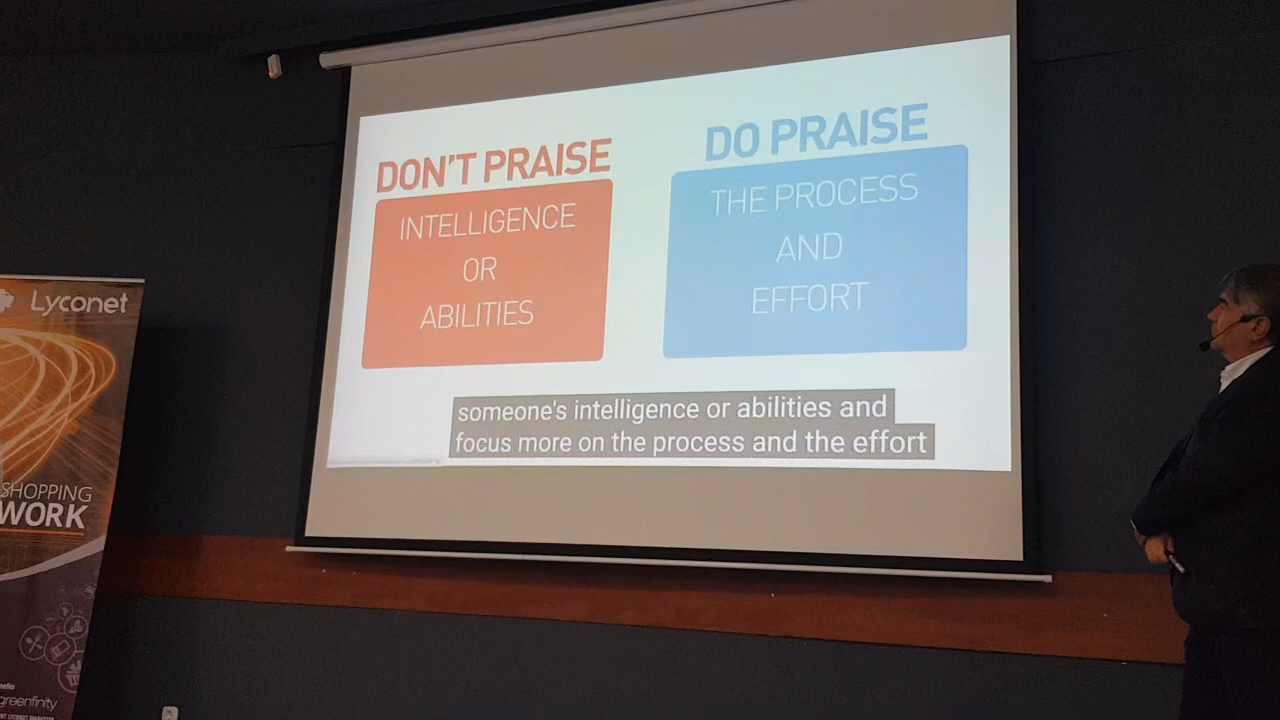 DON'T PRAISE
INTELLIGENCE
OR
ABILITIES
DO PRAISE
THE PROCESS
AND
EFFORT
someone's intelligence or abilities and
focus more on the process and the effort
Lyconet
SHOPPING
WORK
greenfinity